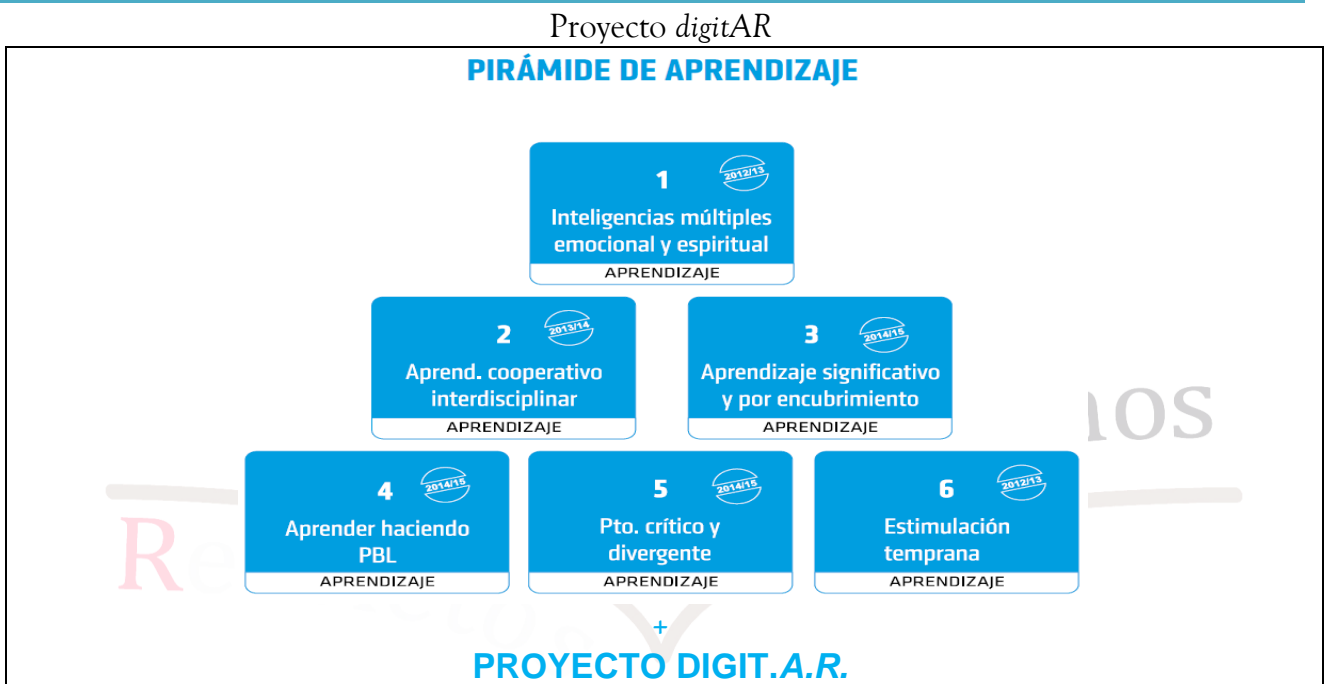 Proyecto digitAR
PIRÁMIDE DE APRENDIZAJE
1
2012/13
Inteligencias múltiples
emocional y espiritual
APRENDIZAJE
2
2013/14
Aprend. cooperativo
interdisciplinar
APRENDIZAJE
3
2014/15
Aprendizaje significativo
y por encubrimiento
APRENDIZAJE
4
2014/15
Aprender haciendo
PBL
APRENDIZAJE
5
2014/15
Pto. crítico y
divergente
APRENDIZAJE
6
2012/13
Estimulación
temprana
APRENDIZAJE
+
PROYECTO DIGIT.A.R.